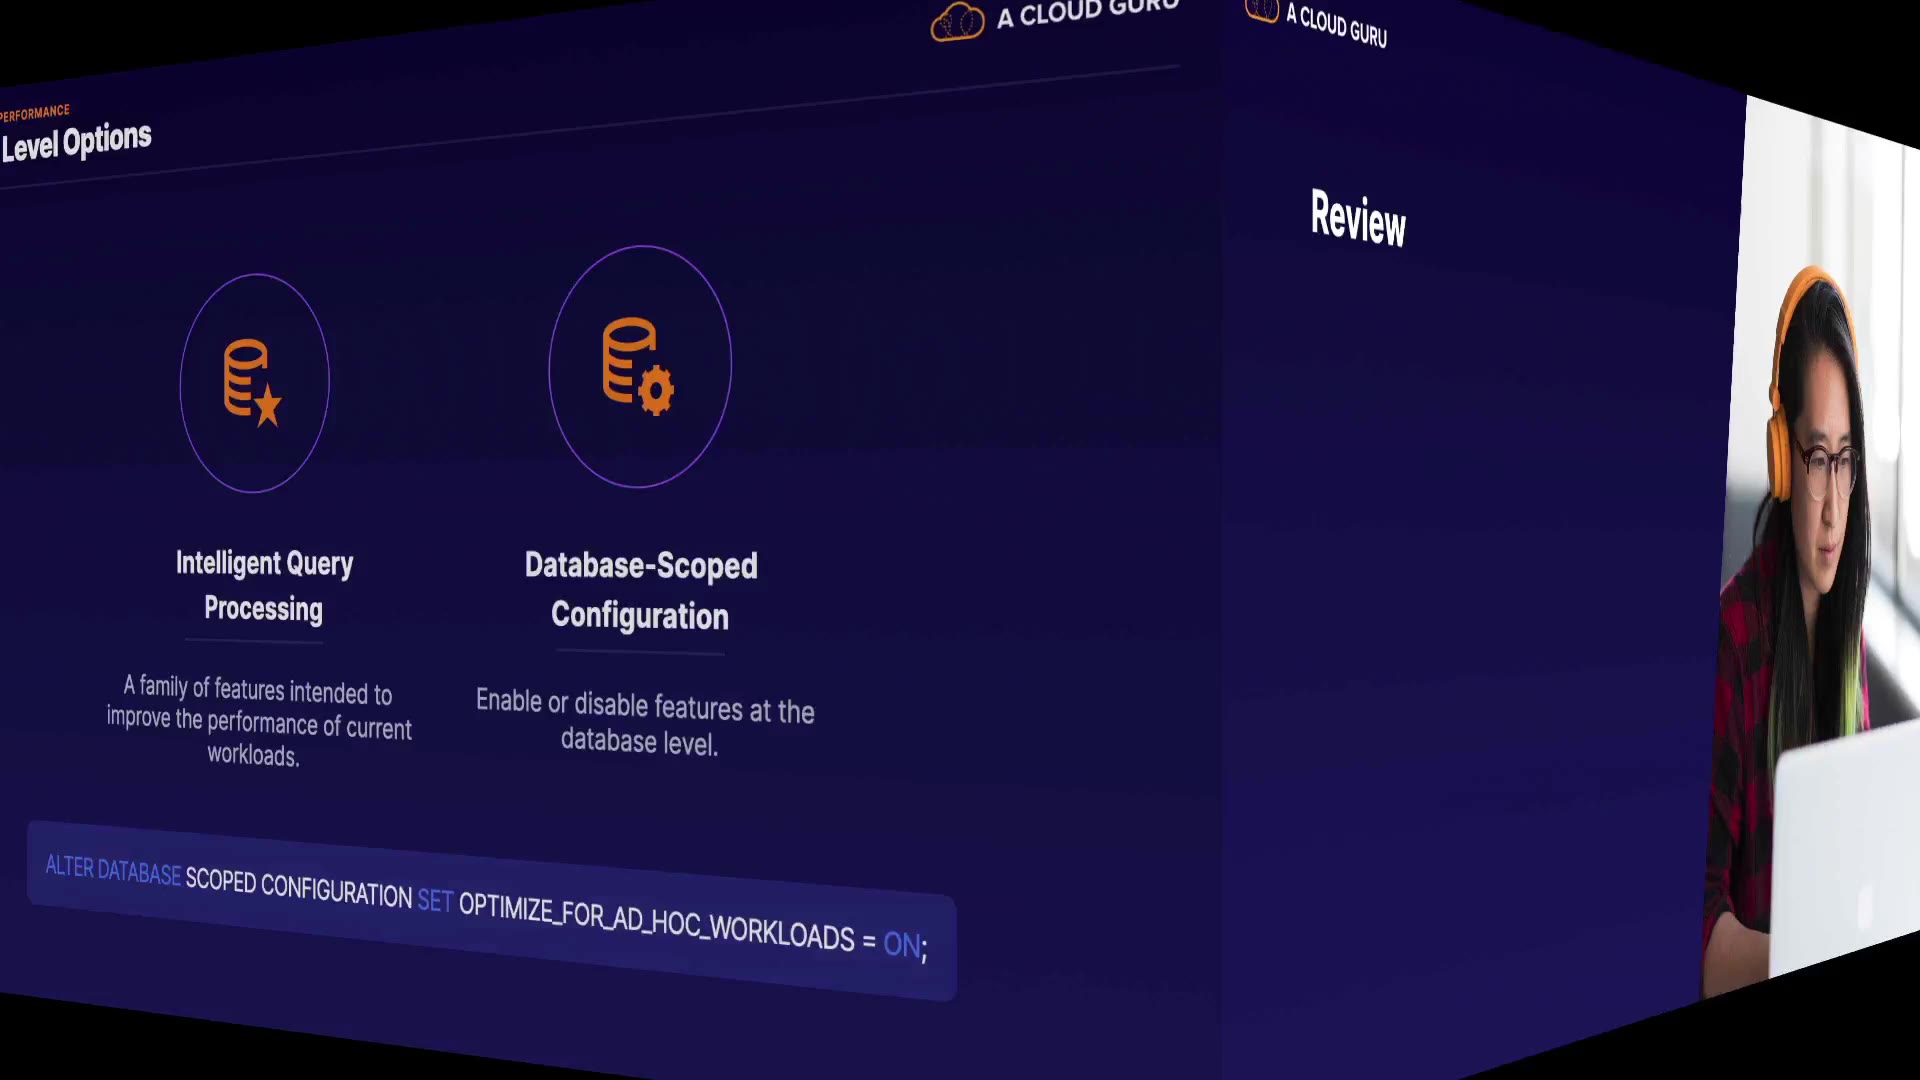 A CLOUD GURU
PERFORMANCE
Level Options
Intelligent Query
Processing
A family of features intended to
improve the performance of current
workloads.
Database-Scoped
Configuration
Enable or disable features at the
database level.
ALTER DATABASE SCOPED CONFIGURATION SET OPTIMIZE_FOR_AD_HOC_WORKLOADS = ON;
A CLOUD GURU
Review